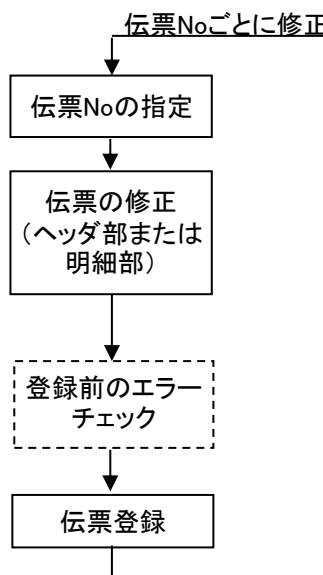 伝票Noごとに修正
伝票Noの指定
伝票の修正
（ヘッダ部または
明細部）
登録前のエラー
チェック
伝票登録